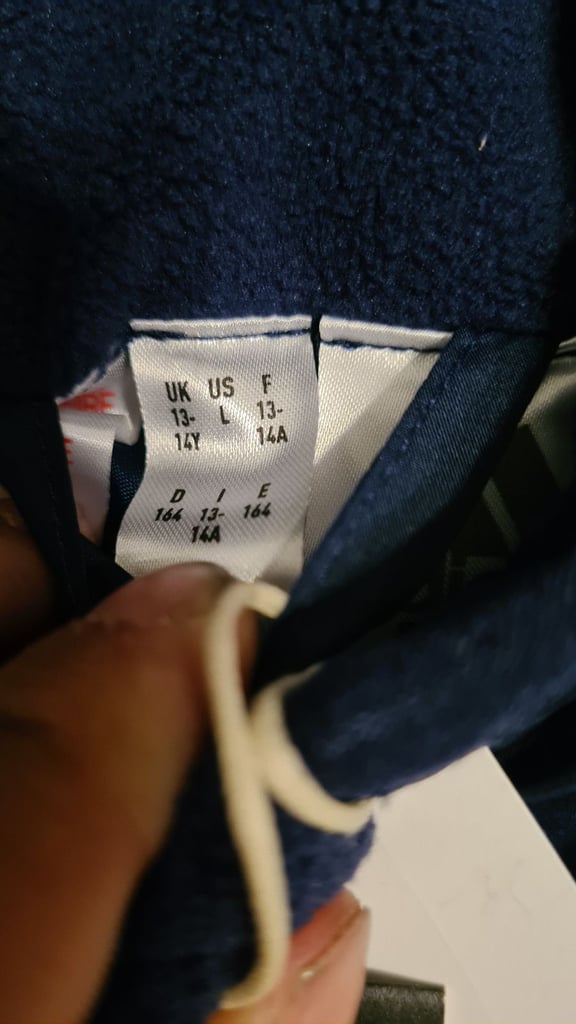 UK US F
13- L 13-
14Y 14A
D I E
164 13- 164
14A